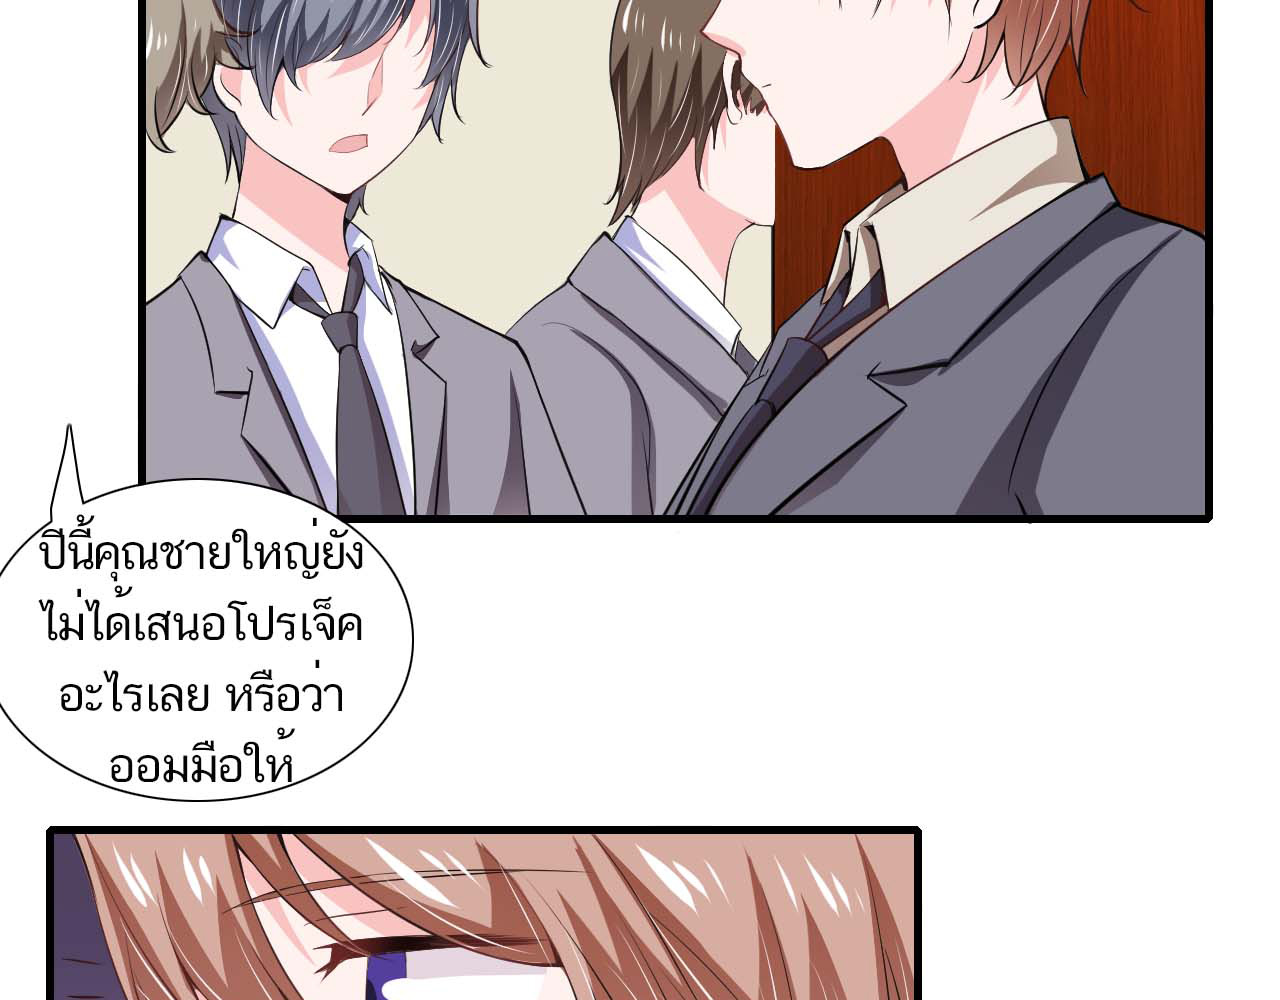 ปีนี้คุณชายใหญ่ยัง
ไม่ได้เสนอโปรเจ็ค
อะไรเลย หรือว่า
ออมมือให้